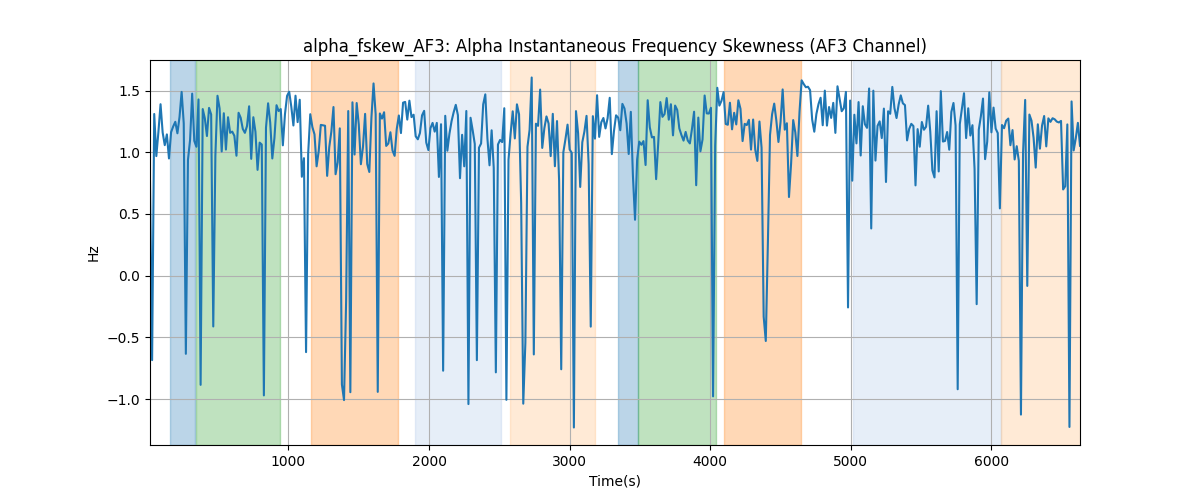 alpha_fskew_AF3: Alpha Instantaneous Frequency Skewness (AF3 Channel)
Hz
1.5
1.0
0.5
0.0
−0.5
−1.0
1000 2000 3000 4000 5000 6000
Time(s)